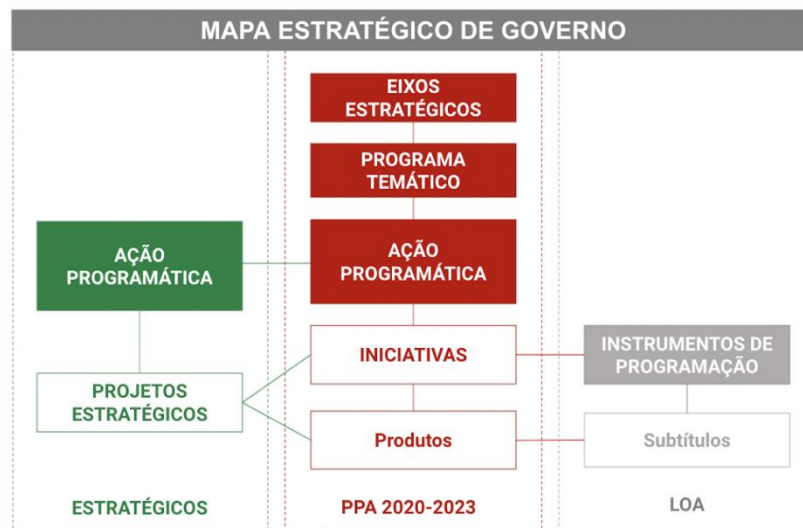 MAPA ESTRATÉGICO DE GOVERNO
EIXOS
ESTRATÉGICOS
PROGRAMA
TEMÁTICO
AÇÃO
PROGRAMÁTICA
AÇÃO
PROGRAMÁTICA
INICIATIVAS
INSTRUMENTOS DE
PROGRAMAÇÃO
PROJETOS
ESTRATÉGICOS
Produtos
Subtítulos
ESTRATÉGICOS
PPA 2020-2023
LOA